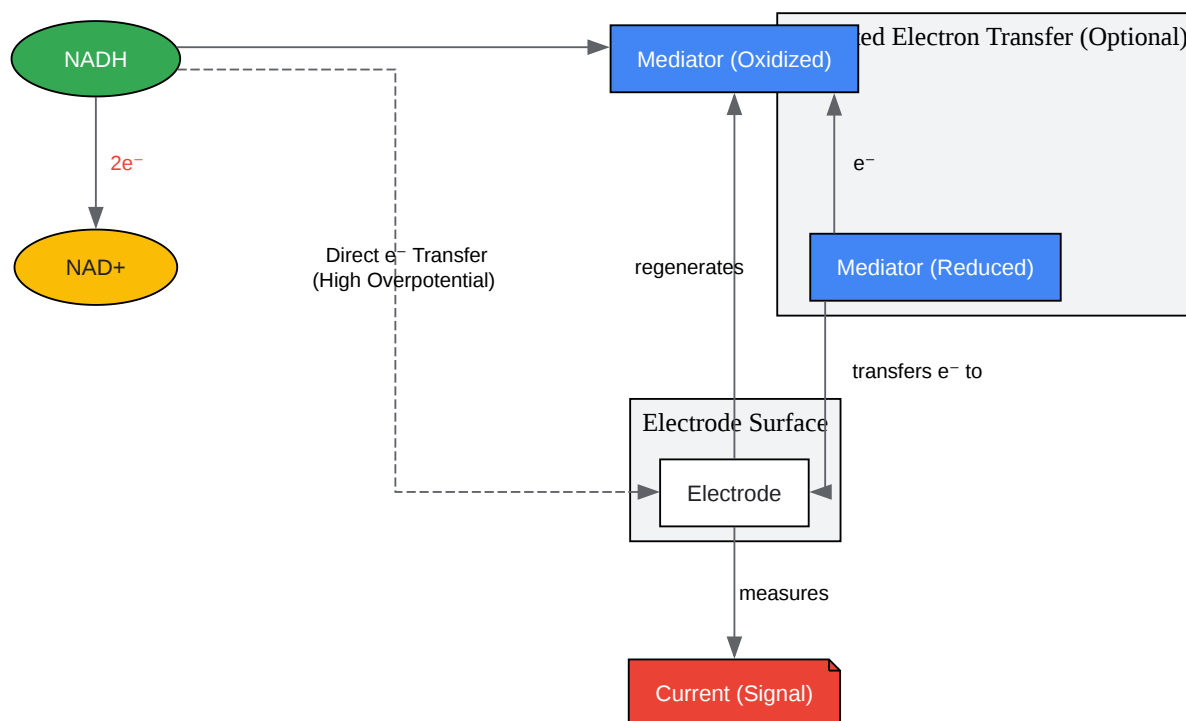 NADH
Mediator (Oxidized)
Electron Transfer (Optional)
2e⁻
e⁻
NAD+
Direct e⁻ Transfer
(High Overpotential)
regenerates
Mediator (Reduced)
transfers e⁻ to
Electrode Surface
Electrode
measures
Current (Signal)